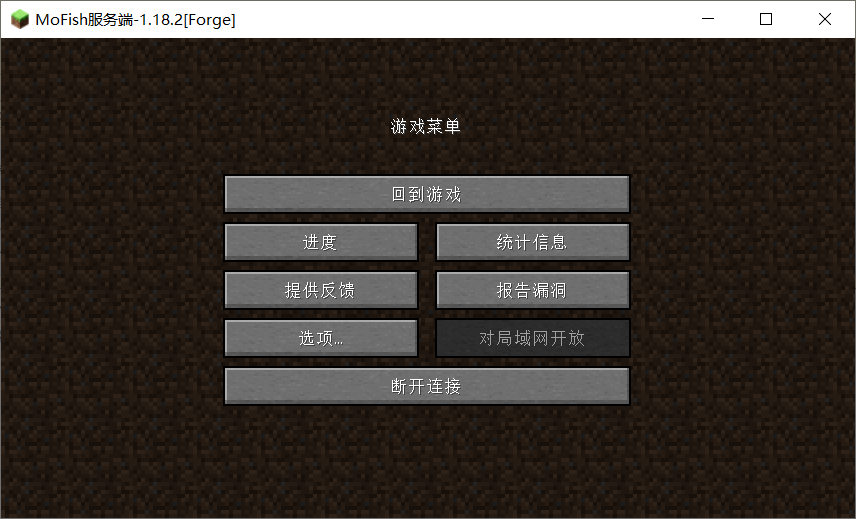 MoFish服务端-1.18.2[Forge]
游戏菜单
回到游戏
进度
统计信息
提供反馈
报告漏洞
选项...
对局域网开放
断开连接